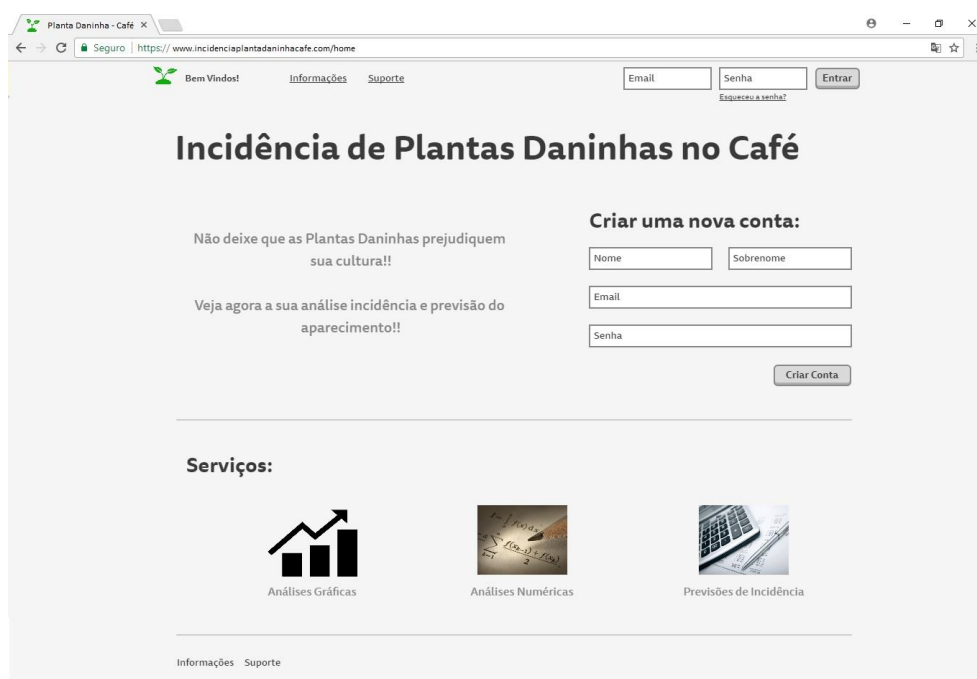 Planta Daninha - Café
Seguro
https://www.incidenciaplantadaninhacafe.com/home
Bem Vindos! Informações Suporte Email Senha Entrar
Esqueceu a senha?
Incidência de Plantas Daninhas no Café
Não deixe que as Plantas Daninhas prejudiquem
sua cultura!!
Veja agora a sua análise incidência e previsão do
aparecimento!!
Criar uma nova conta:
Nome Sobrenome
Email
Senha
Criar Conta
Serviços:
Análises Gráficas Análises Numéricas Previsões de Incidência
Informações Suporte